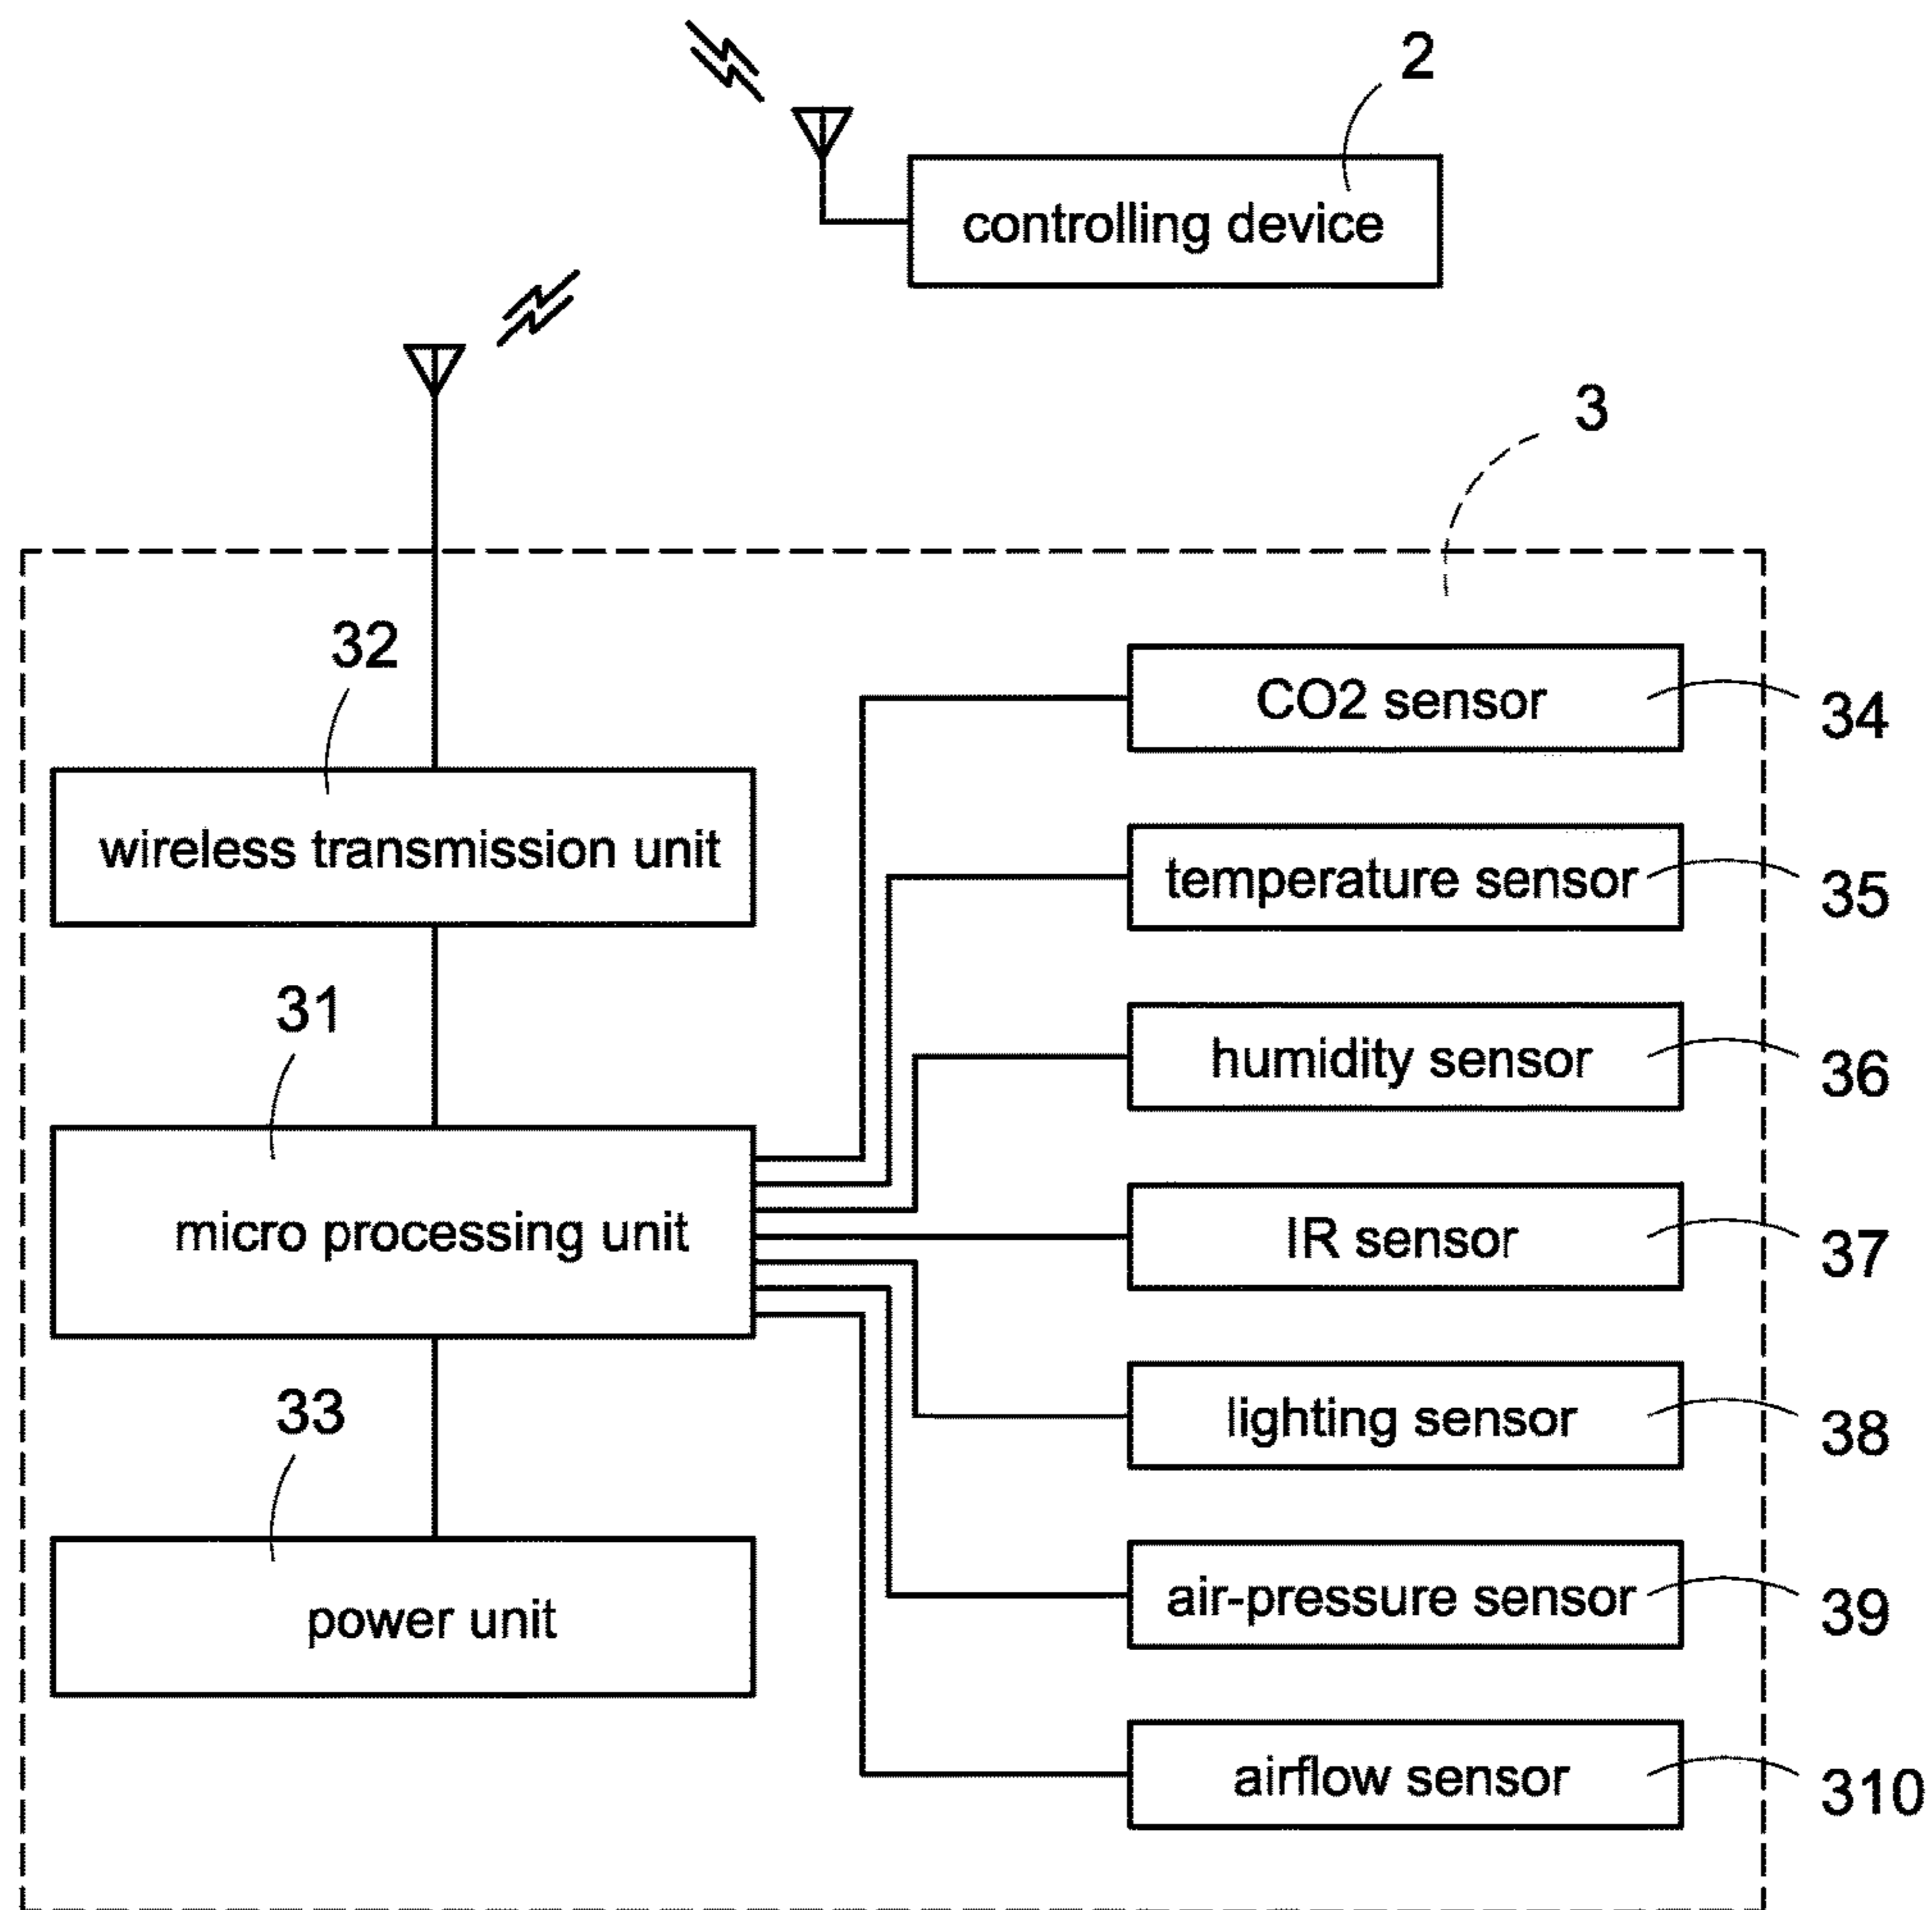 2
controlling device
3
32
wireless transmission unit
31
micro processing unit
33
power unit
CO2 sensor
34
temperature sensor
35
humidity sensor
36
IR sensor
37
lighting sensor
38
air-pressure sensor
39
airflow sensor
310